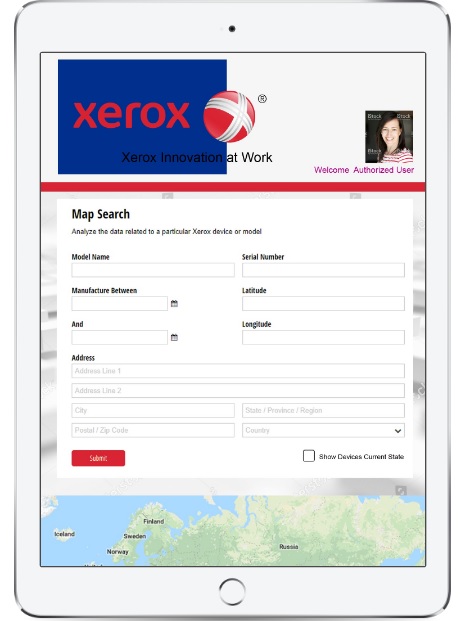 xerox ®
Xerox Innovation at Work
iStock iStock
Welcome Authorized User
Map Search
Analyze the data related to a particular Xerox device or model
Model Name
Serial Number
Manufacture Between
Latitude
And
Longitude
Address
Address Line 1
Address Line 2
City
State / Province / Region
Postal / Zip Code
Country
Submit
Show Devices Current State
Iceland
Finland
Sweden
Norway
Russia